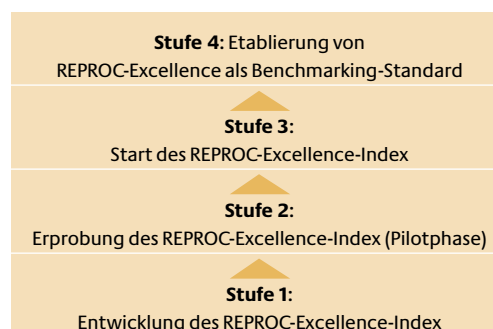 Stufe 4: Etablierung von
REPROC-Excellence als Benchmarking-Standard
Stufe 3:
Start des REPROC-Excellence-Index
Stufe 2:
Erprobung des REPROC-Excellence-Index (Pilotphase)
Stufe 1:
Entwicklung des REPROC-Excellence-Index